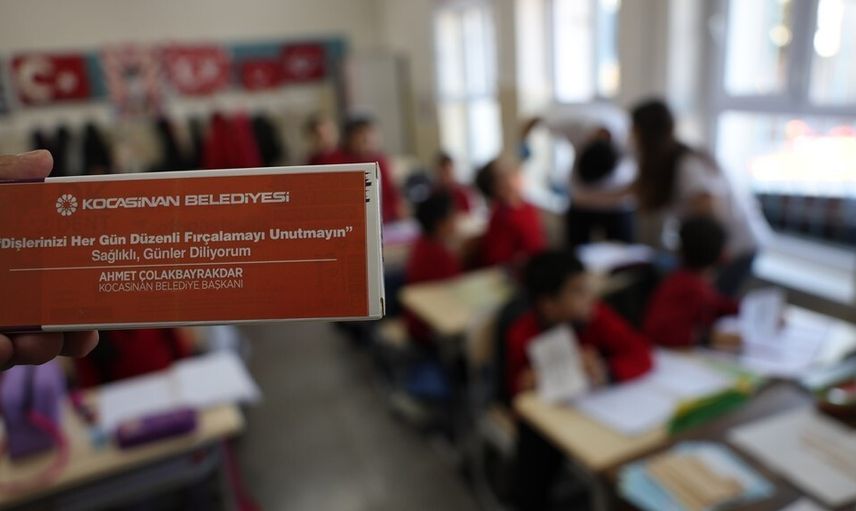 KOCASİNAN BELEDİYESİ
"Dişlerinizi Her Gün Düzenli Fırçalamayı Unutmayın"
Sağlıklı, Günler Diliyorum
AHMET ÇOLAKBAYRAKDAR
KOCASİNAN BELEDİYE BAŞKANI